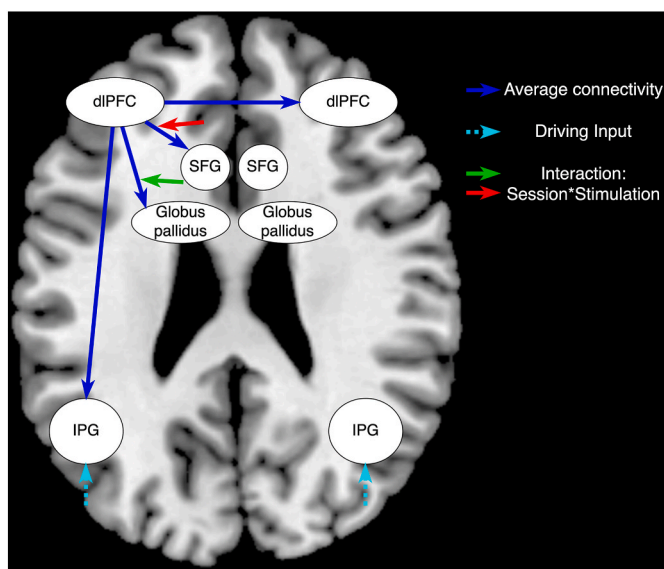 dlPFC
dlPFC
Average connectivity
Driving Input
SFG
SFG
Interaction:
Session*Stimulation
Globus
pallidus
Globus
pallidus
IPG
IPG